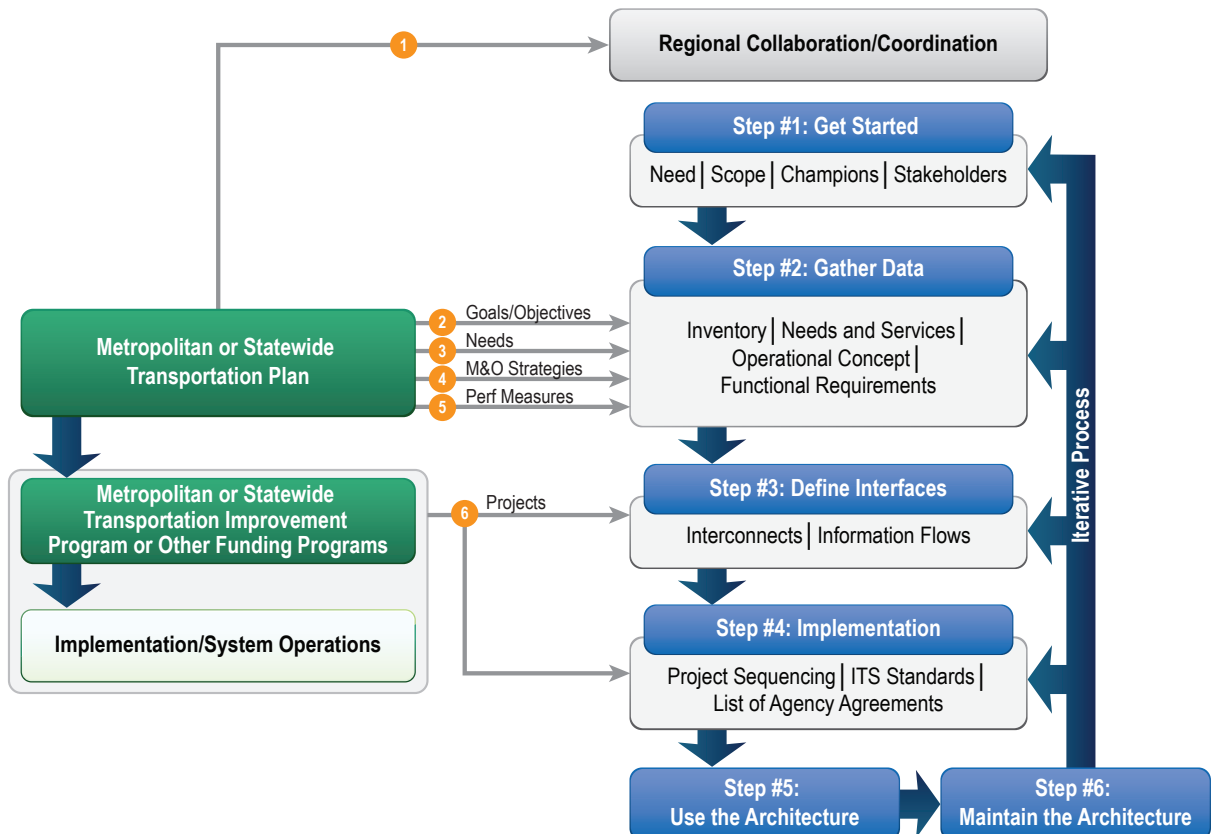 1
Regional Collaboration/Coordination
Step #1: Get Started
Need | Scope | Champions | Stakeholders
Step #2: Gather Data
Inventory | Needs and Services |
Operational Concept |
Functional Requirements
Metropolitan or Statewide
Transportation Plan
2 Goals/Objectives
3 Needs
4 M&O Strategies
5 Perf Measures
Metropolitan or Statewide
Transportation Improvement
Program or Other Funding Programs
6 Projects
Step #3: Define Interfaces
Interconnects | Information Flows
Implementation/System Operations
Step #4: Implementation
Project Sequencing | ITS Standards |
List of Agency Agreements
Step #5:
Use the Architecture
Step #6:
Maintain the Architecture
Iterative Process